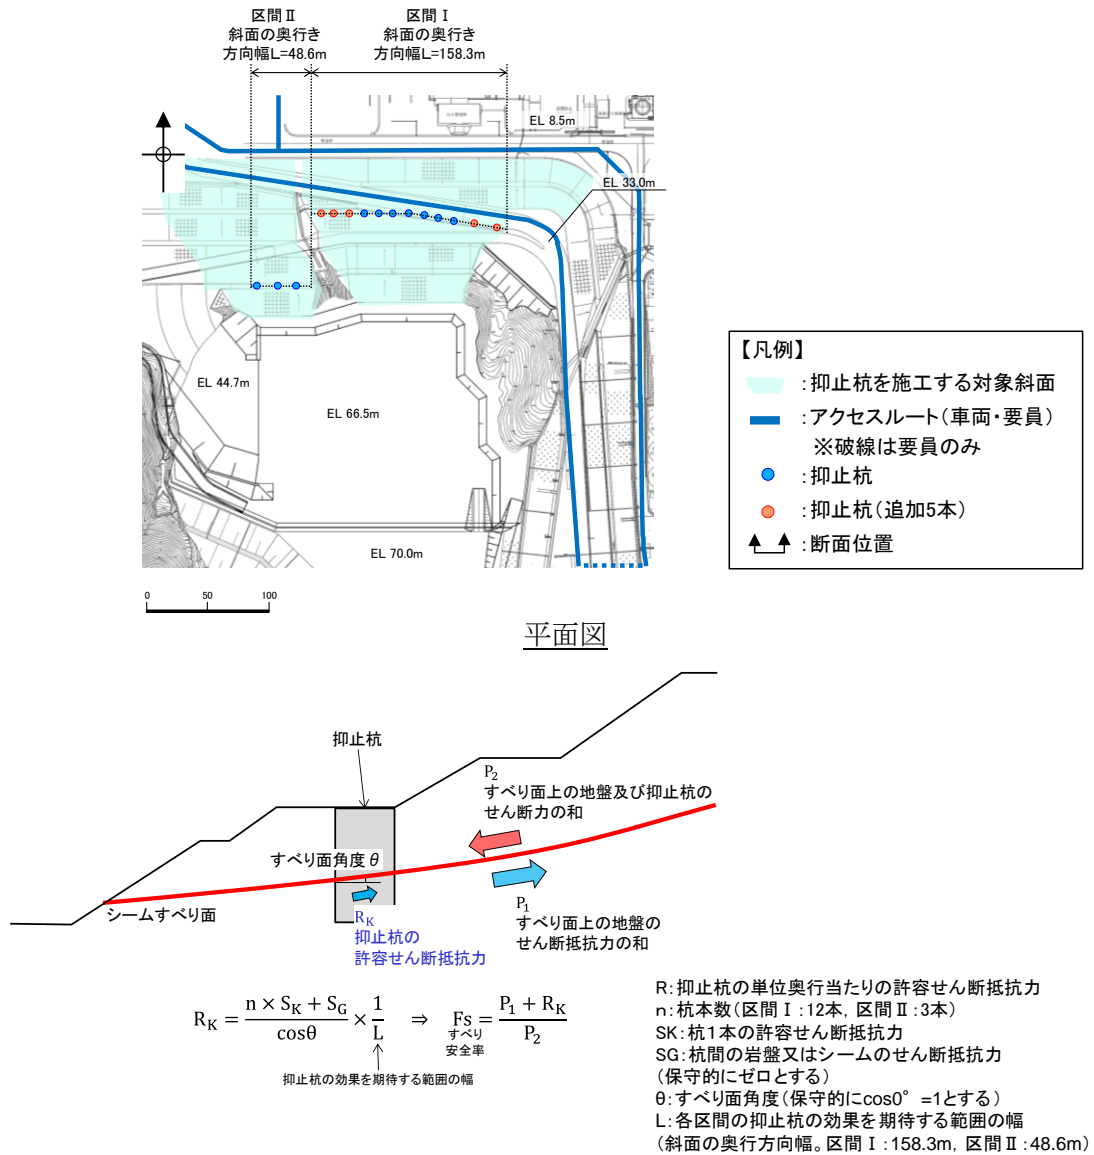 区間Ⅱ
斜面の奥行き
方向幅L=48.6m
区間Ⅰ
斜面の奥行き
方向幅L=158.3m
EL 8.5m
EL 33.0m
EL 44.7m
EL 66.5m
EL 70.0m
0 50 100
【凡例】
:抑止杭を施工する対象斜面
:アクセスルート(車両・要員)
※破線は要員のみ
:抑止杭
:抑止杭(追加5本)
:断面位置
平面図
抑止杭
P2
すべり面上の地盤及び抑止杭の
せん断力の和
すべり面角度θ
シームすべり面
RK
抑止杭の
許容せん断抵抗力
P1
すべり面上の地盤の
せん断抵抗力の和
RK = (n × SK + SG)/cosθ × 1/L ⇒ Fs = (P1 + RK)/P2
すべり
安全率
抑止杭の効果を期待する範囲の幅
R:抑止杭の単位奥行当たりの許容せん断抵抗力
n:杭本数(区間Ⅰ:12本, 区間Ⅱ:3本)
SK:杭1本の許容せん断抵抗力
SG:杭間の岩盤又はシームのせん断抵抗力
(保守的にゼロとする)
θ:すべり面角度(保守的にcos0°=1とする)
L:各区間の抑止杭の効果を期待する範囲の幅
(斜面の奥行方向幅。区間Ⅰ:158.3m, 区間Ⅱ:48.6m)